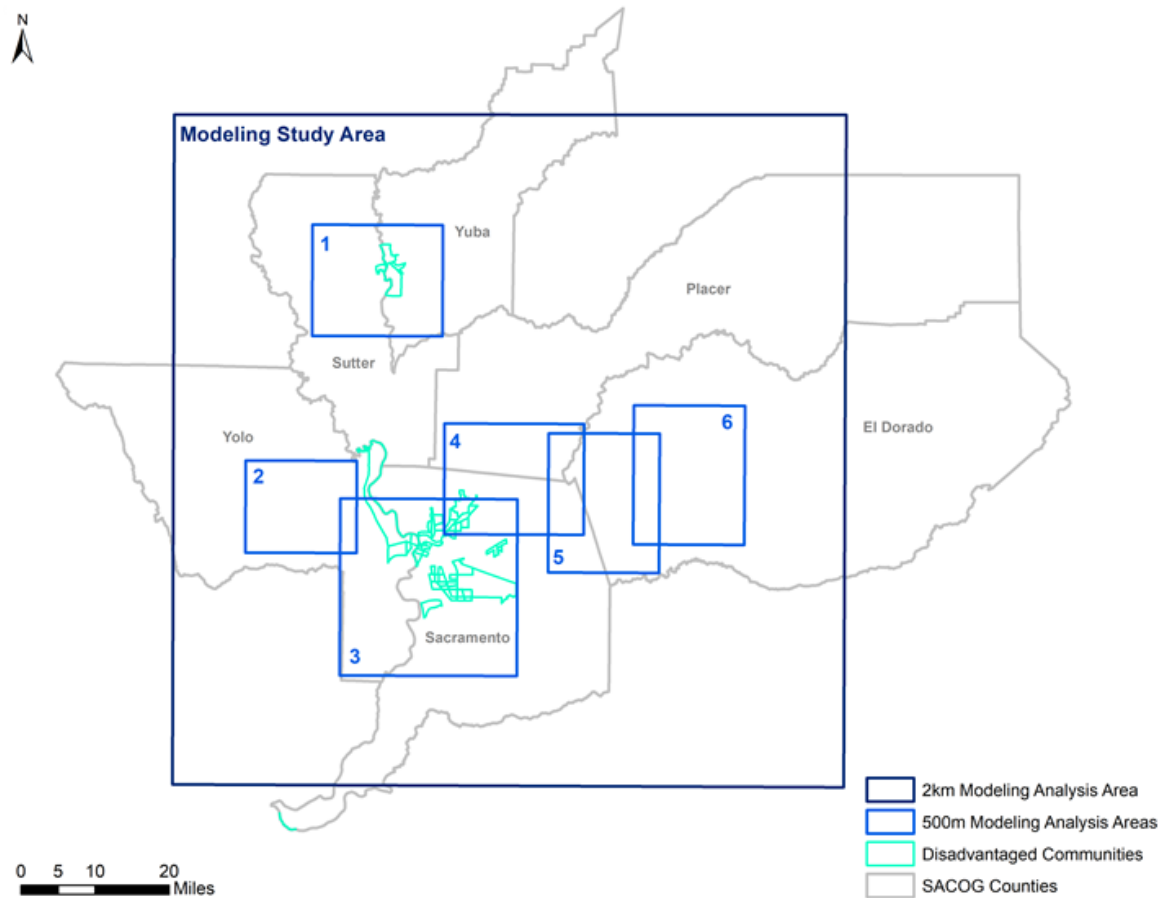 N
Modeling Study Area
1
Yuba
Placer
Sutter
Yolo
2
4
6
El Dorado
5
Sacramento
3
2km Modeling Analysis Area
500m Modeling Analysis Areas
Disadvantaged Communities
SACOG Counties
0 5 10 20
Miles